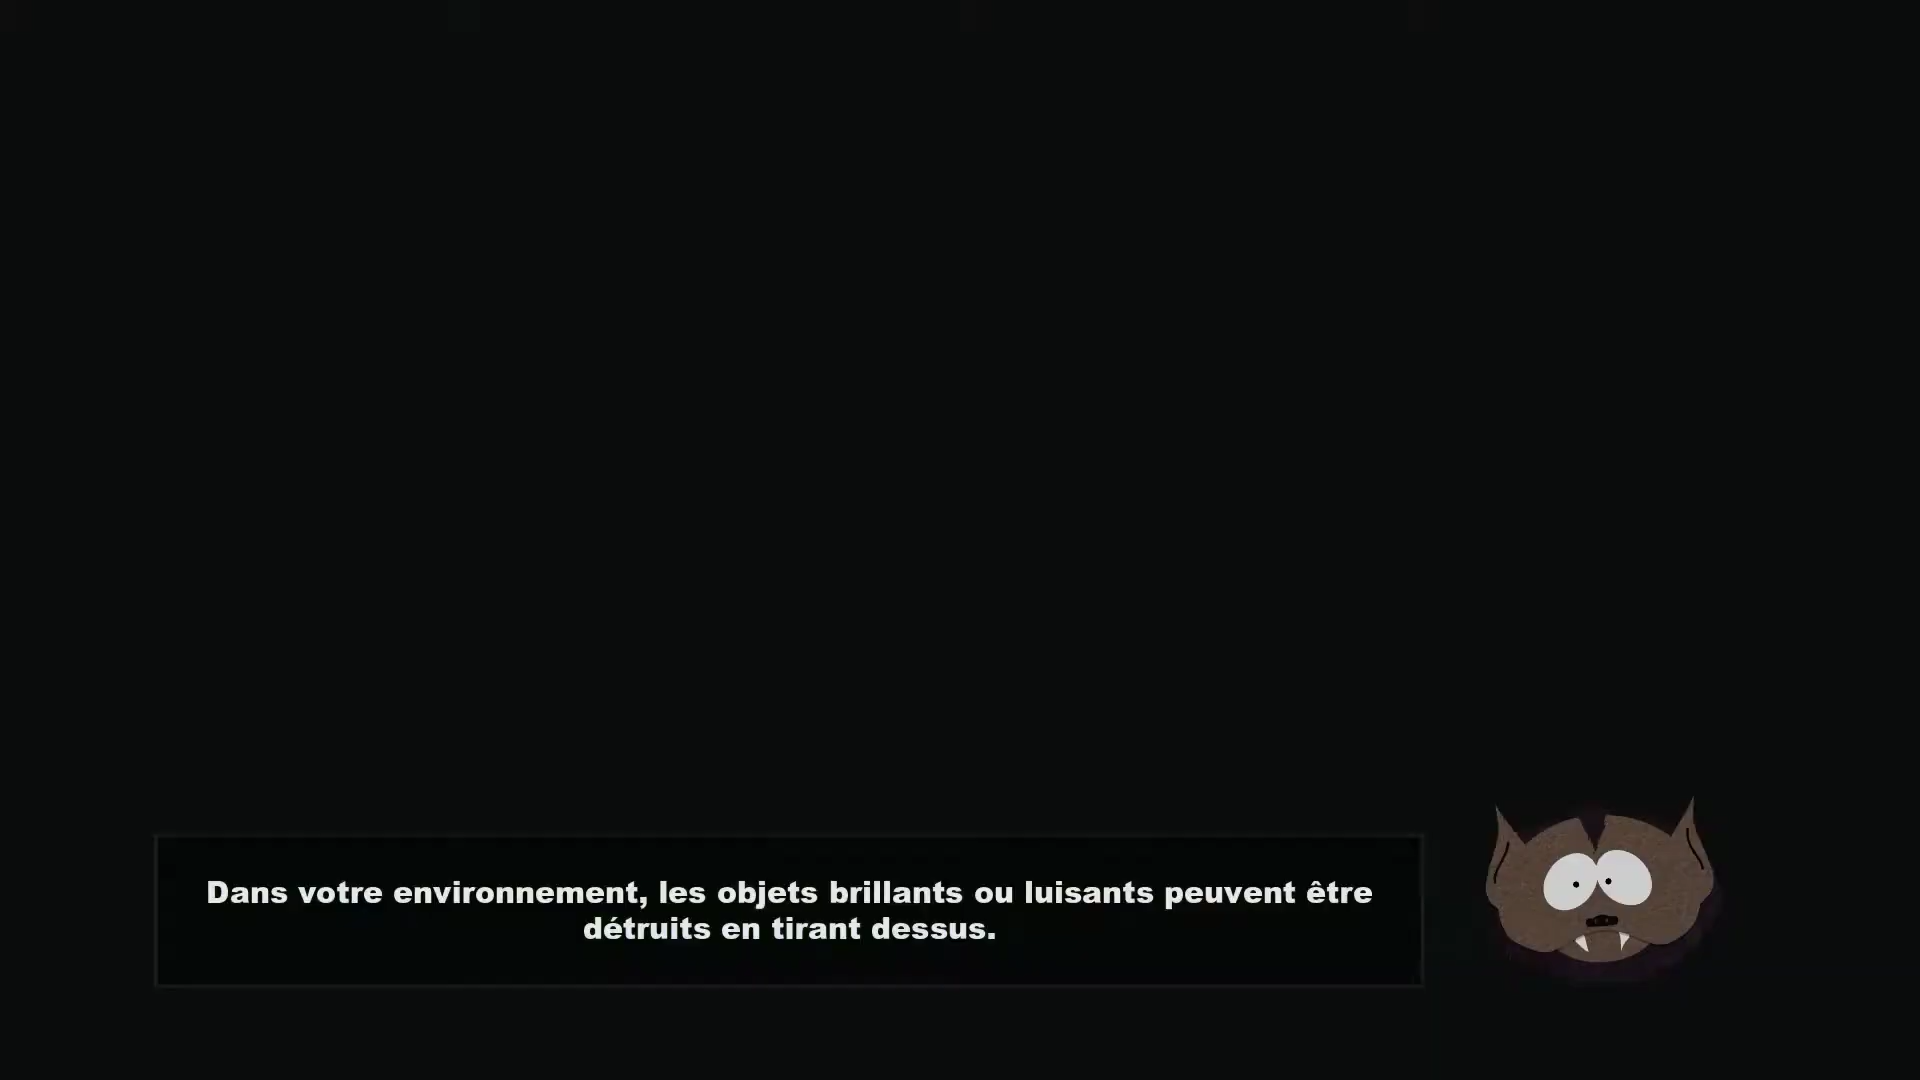 Dans votre environnement, les objets brillants ou luisants peuvent être
détruits en tirant dessus.